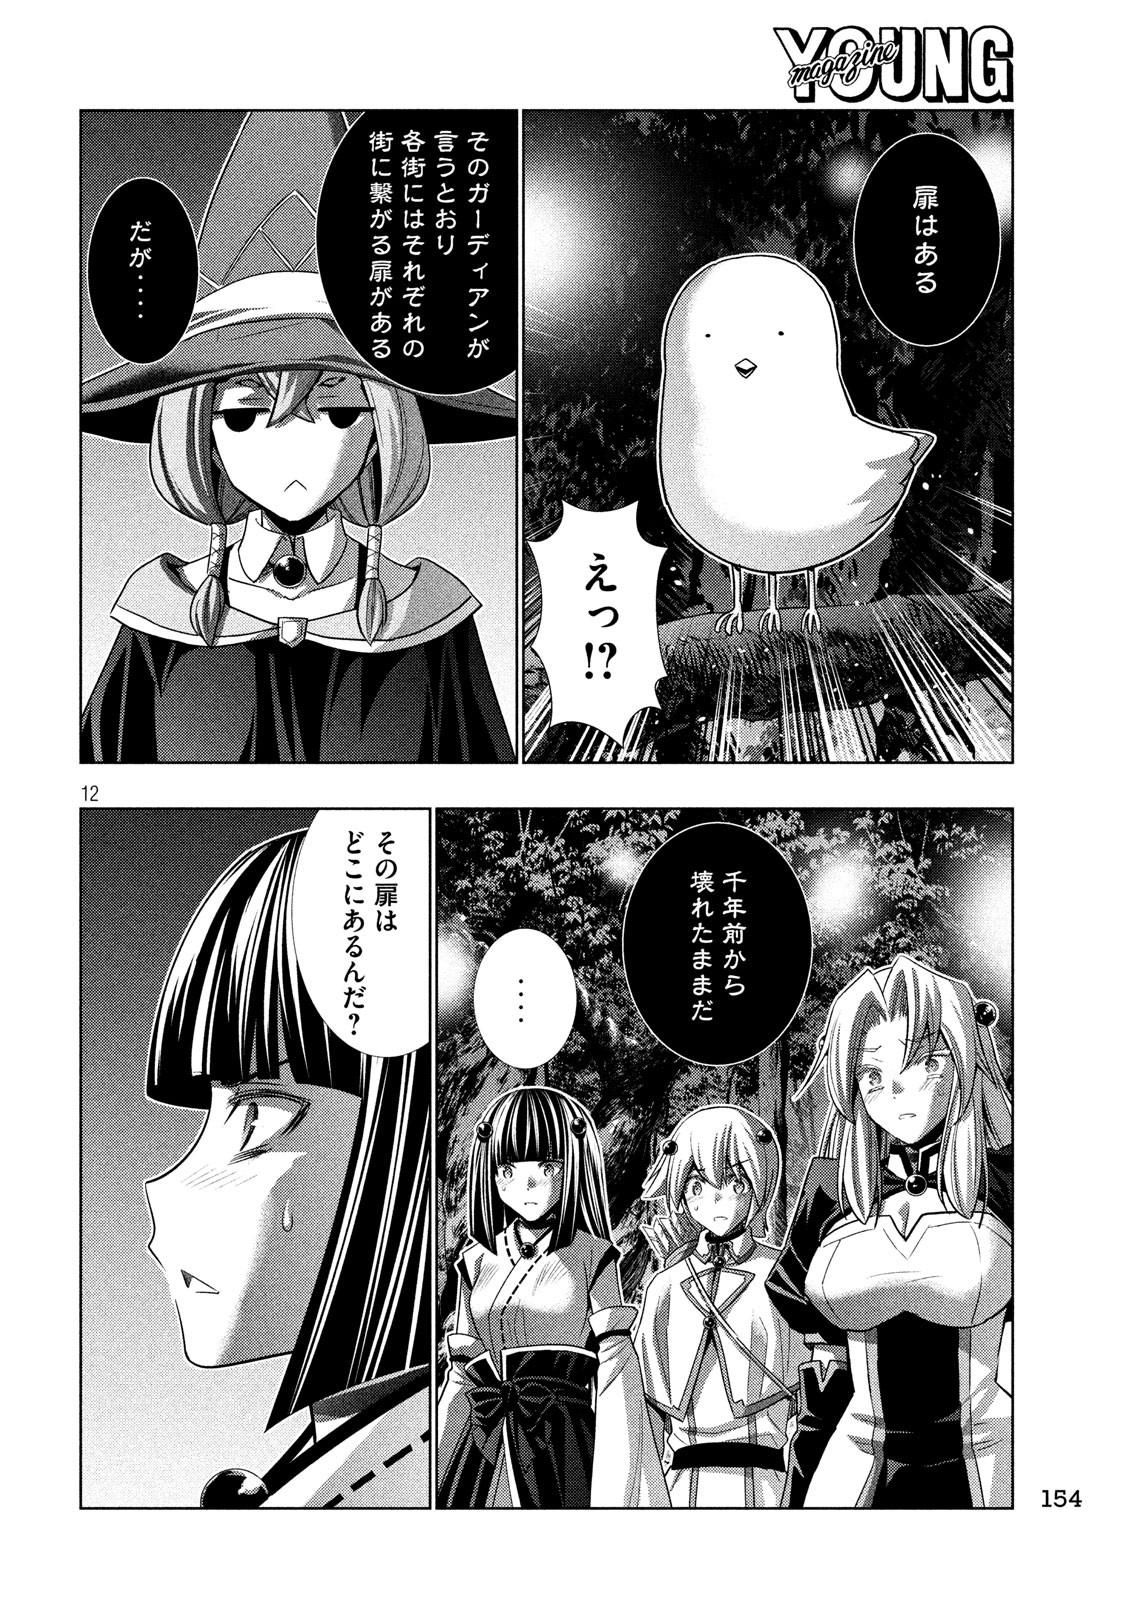 YOUNG
magazine
扉はある
えっ!?
そのガーディアンが
言うとおり
各街にはそれぞれの
街に繋がる扉がある
だが‥‥
12
千年前から
壊れたままだ
‥‥
その扉は
どこにあるんだ?
154